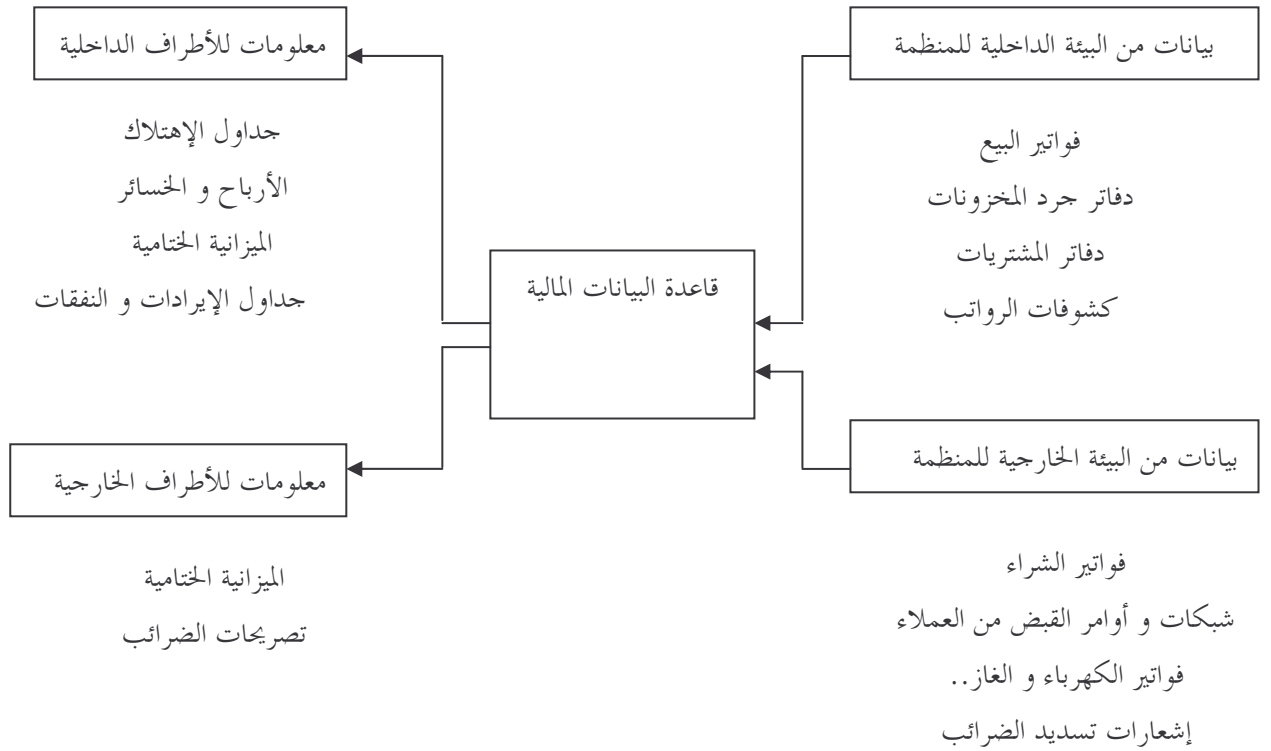 بيانات من البيئة الداخلية للمنظمة
فواتير البيع
دفاتر جرد المخزونات
دفاتر المشتريات
كشوفات الرواتب
بيانات من البيئة الخارجية للمنظمة
فواتير الشراء
شبكات و أوامر القبض من العملاء
فواتير الكهرباء و الغاز..
إشعارات تسديد الضرائب
قاعدة البيانات المالية
معلومات للأطراف الداخلية
جداول الإهتلاك
الأرباح و الخسائر
الميزانية الختامية
جداول الإيرادات و النفقات
معلومات للأطراف الخارجية
الميزانية الختامية
تصريحات الضرائب